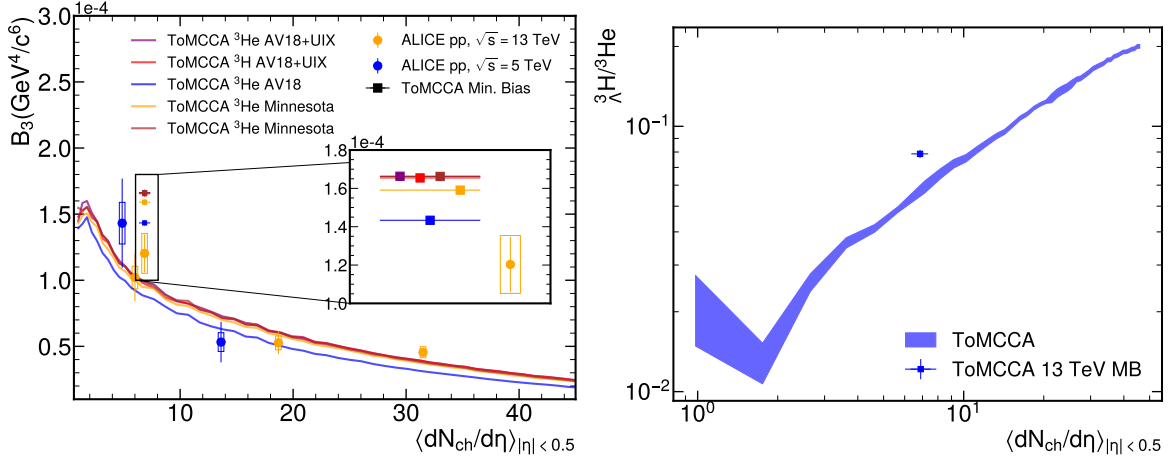 1e-4
3.0
2.5
2.0
1.5
1.0
0.5
B₃(GeV⁴/c⁶)
ToMCCA ³He AV18+UIX
ToMCCA ³H AV18+UIX
ToMCCA ³He AV18
ToMCCA ³He Minnesota
ToMCCA ³He Minnesota
ALICE pp, √s = 13 TeV
ALICE pp, √s = 5 TeV
ToMCCA Min. Bias
1e-4
1.8
1.6
1.4
1.2
1.0
10 20 30 40
⟨dN_ch/dη⟩_|η| < 0.5
³_ΛH/³He
10⁻¹
10⁻²
ToMCCA
ToMCCA 13 TeV MB
10⁰ 10¹
⟨dN_ch/dη⟩_|η| < 0.5